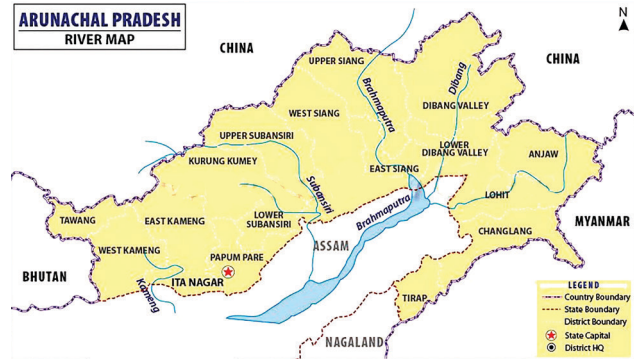 ARUNACHAL PRADESH
RIVER MAP
N
CHINA
CHINA
UPPER SIANG
Brahmaputra
Dibang
WEST SIANG
DIBANG VALLEY
UPPER SUBANSIRI
LOWER
DIBANG VALLEY
ANJAW
KURUNG KUMEY
EAST SIANG
Subansiri
LOHIT
TAWANG
EAST KAMENG
LOWER
SUBANSIRI
Brahmaputra
MYANMAR
ASSAM
CHANGLANG
WEST KAMENG
PAPUM PARE
BHUTAN
ITA NAGAR
Kameng
TIRAP
NAGALAND
LEGEND
Country Boundary
State Boundary
District Boundary
State Capital
District HQ